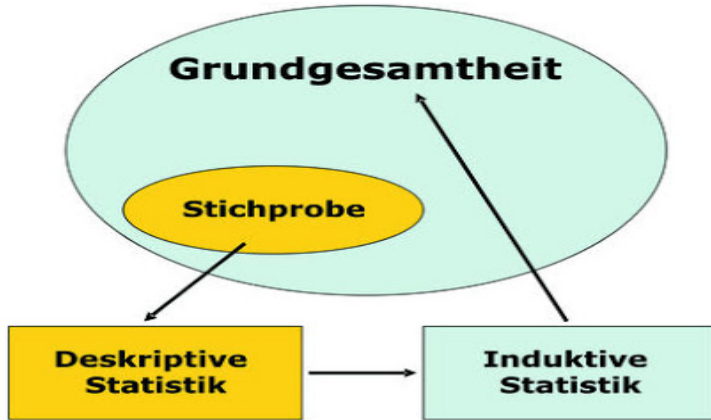 Grundgesamtheit
Stichprobe
Deskriptive
Statistik
Induktive
Statistik